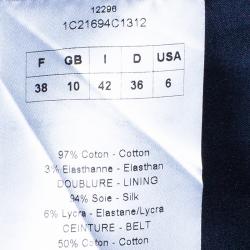 12298
1C21694C1312
F GB I D USA
38 10 42 36 6
97% Coton - Cotton
3% Elasthanne - Elasthan
DOUBLURE - LINING
94% Soie - Silk
6% Lycra - Elastane/Lycra
CEINTURE - BELT
50% Coton - Cotton